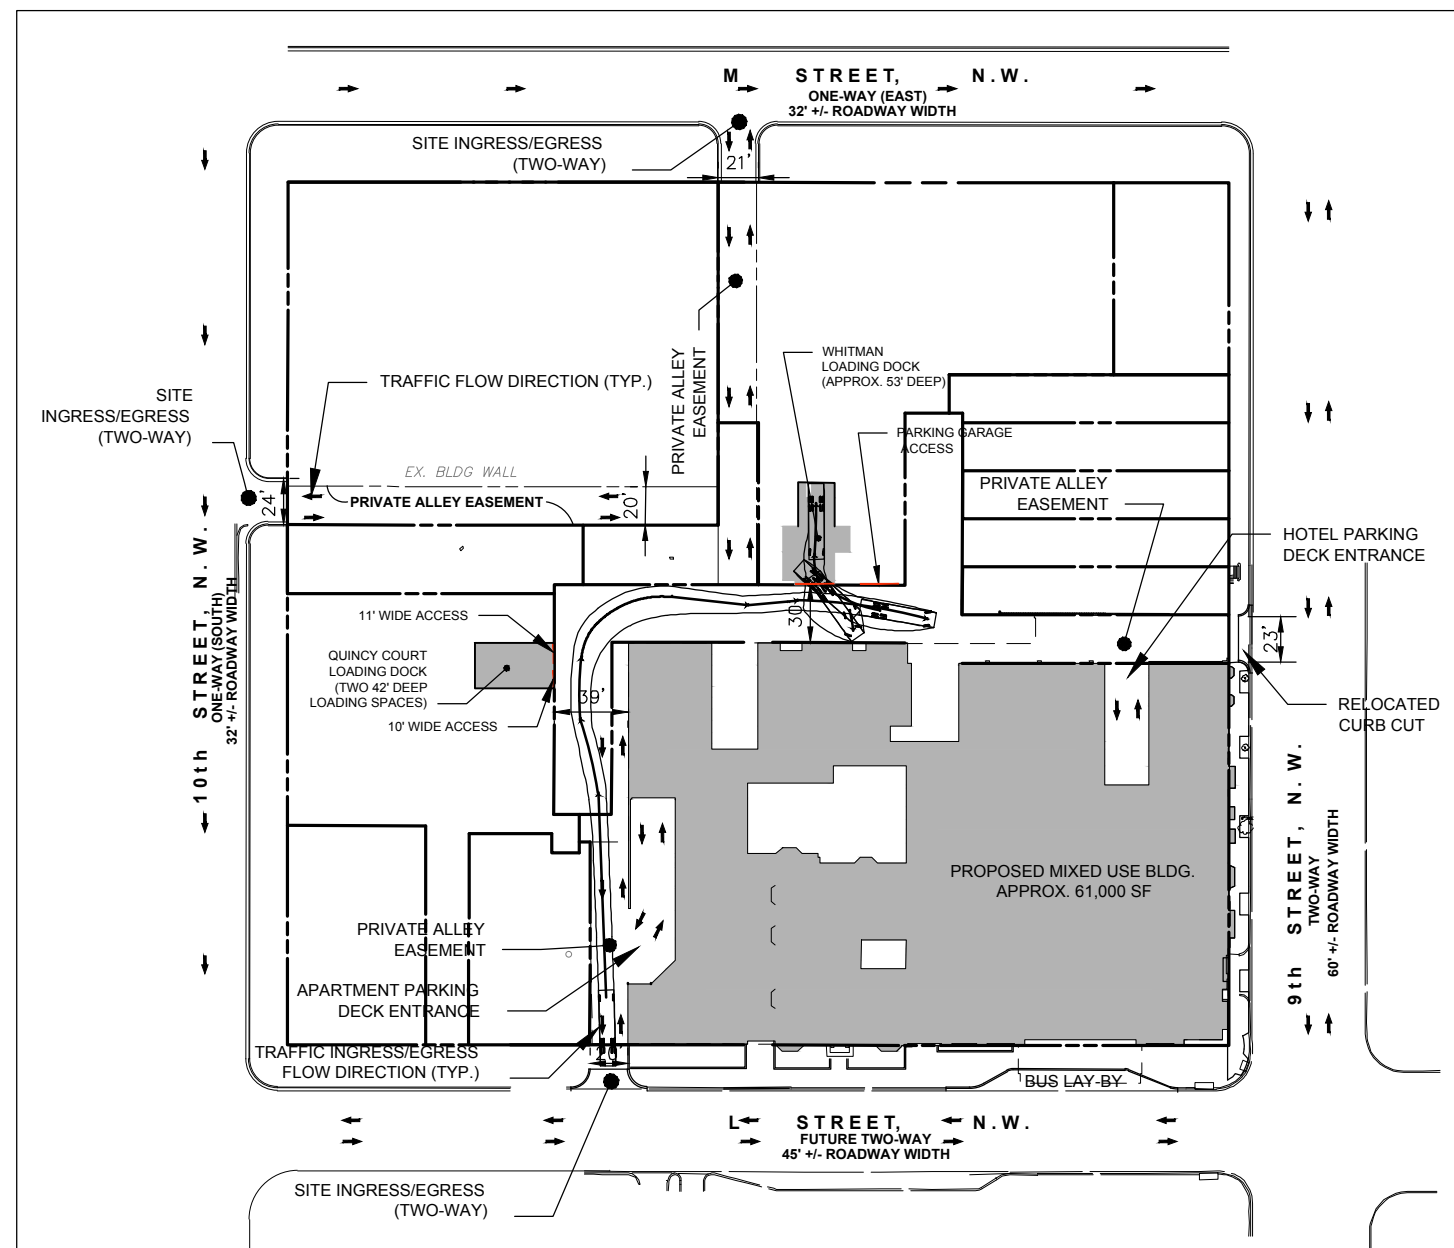 M STREET, N.W.
ONE-WAY (EAST)
32' +/- ROADWAY WIDTH
SITE INGRESS/EGRESS
(TWO-WAY)
21'
PRIVATE ALLEY
EASEMENT
WHITMAN
LOADING DOCK
(APPROX. 53' DEEP)
TRAFFIC FLOW DIRECTION (TYP.)
SITE
INGRESS/EGRESS
(TWO-WAY)
PARKING GARAGE
ACCESS
EX. BLDG WALL
PRIVATE ALLEY EASEMENT
24'
20'
PRIVATE ALLEY
EASEMENT
HOTEL PARKING
DECK ENTRANCE
10th STREET, N.W.
ONE-WAY (SOUTH)
32' +/- ROADWAY WIDTH
11' WIDE ACCESS
30'
23'
QUINCY COURT
LOADING DOCK
(TWO 42' DEEP
LOADING SPACES)
39'
10' WIDE ACCESS
RELOCATED
CURB CUT
9th STREET, N.W.
TWO-WAY
60' +/- ROADWAY WIDTH
PROPOSED MIXED USE BLDG.
APPROX. 61,000 SF
PRIVATE ALLEY
EASEMENT
APARTMENT PARKING
DECK ENTRANCE
TRAFFIC INGRESS/EGRESS
FLOW DIRECTION (TYP.)
BUS LAY-BY
L STREET, N.W.
FUTURE TWO-WAY
45' +/- ROADWAY WIDTH
SITE INGRESS/EGRESS
(TWO-WAY)